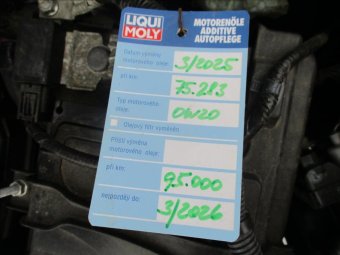 LIQUI
MOLY
MOTORENÖLE
ADDITIVE
AUTOPFLEGE
Datum výměny
motorového oleje:
3/2025
při km:
75.213
Typ motorového
oleje:
0W20
Olejový filtr vyměněn
Příští výměna
motorového oleje:
při km:
95.000
nejpozději do:
3/2026